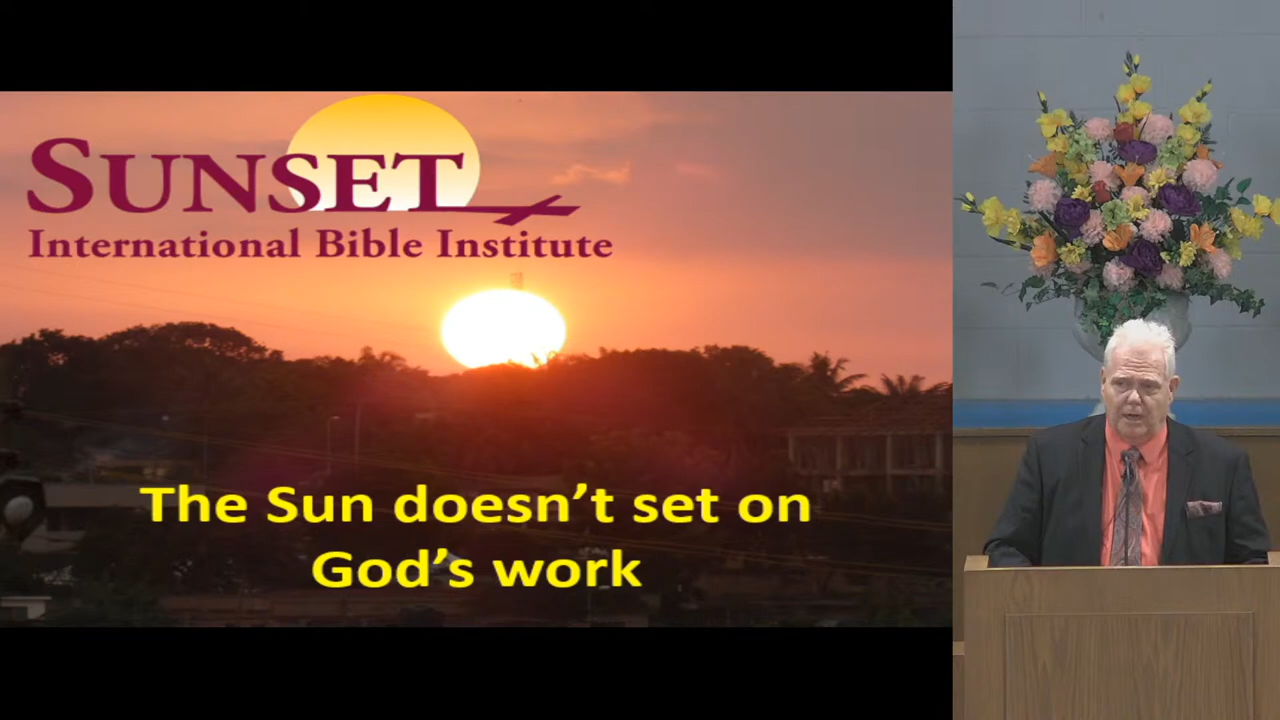 SUNSET
International Bible Institute
The Sun doesn’t set on
God’s work